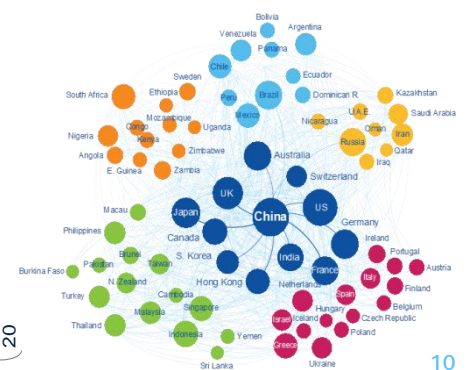 Bolivia
Venezuela
Argentina
Panama
Chile
Ecuador
Peru
Brazil
Dominican R.
Mexico
Sweden
Ethiopia
South Africa
Mozambique
Congo
Uganda
Nigeria
Kenya
Angola
Zimbabwe
E. Guinea
Zambia
Kazakhstan
U.A.E.
Saudi Arabia
Nicaragua
Oman
Iran
Russia
Qatar
Iraq
Australia
Switzerland
UK
Japan
China
US
Canada
Germany
S. Korea
India
France
Hong Kong
Macau
Philippines
Brunei
Burkina Faso
Pakistan
Taiwan
N. Zealand
Turkey
Cambodia
Malaysia
Singapore
Thailand
Indonesia
Yemen
Sri Lanka
Ireland
Portugal
Austria
Italy
Netherlands
Finland
Spain
Hungary
Belgium
Iceland
Czech Republic
Israel
Poland
Greece
Ukraine
20
10